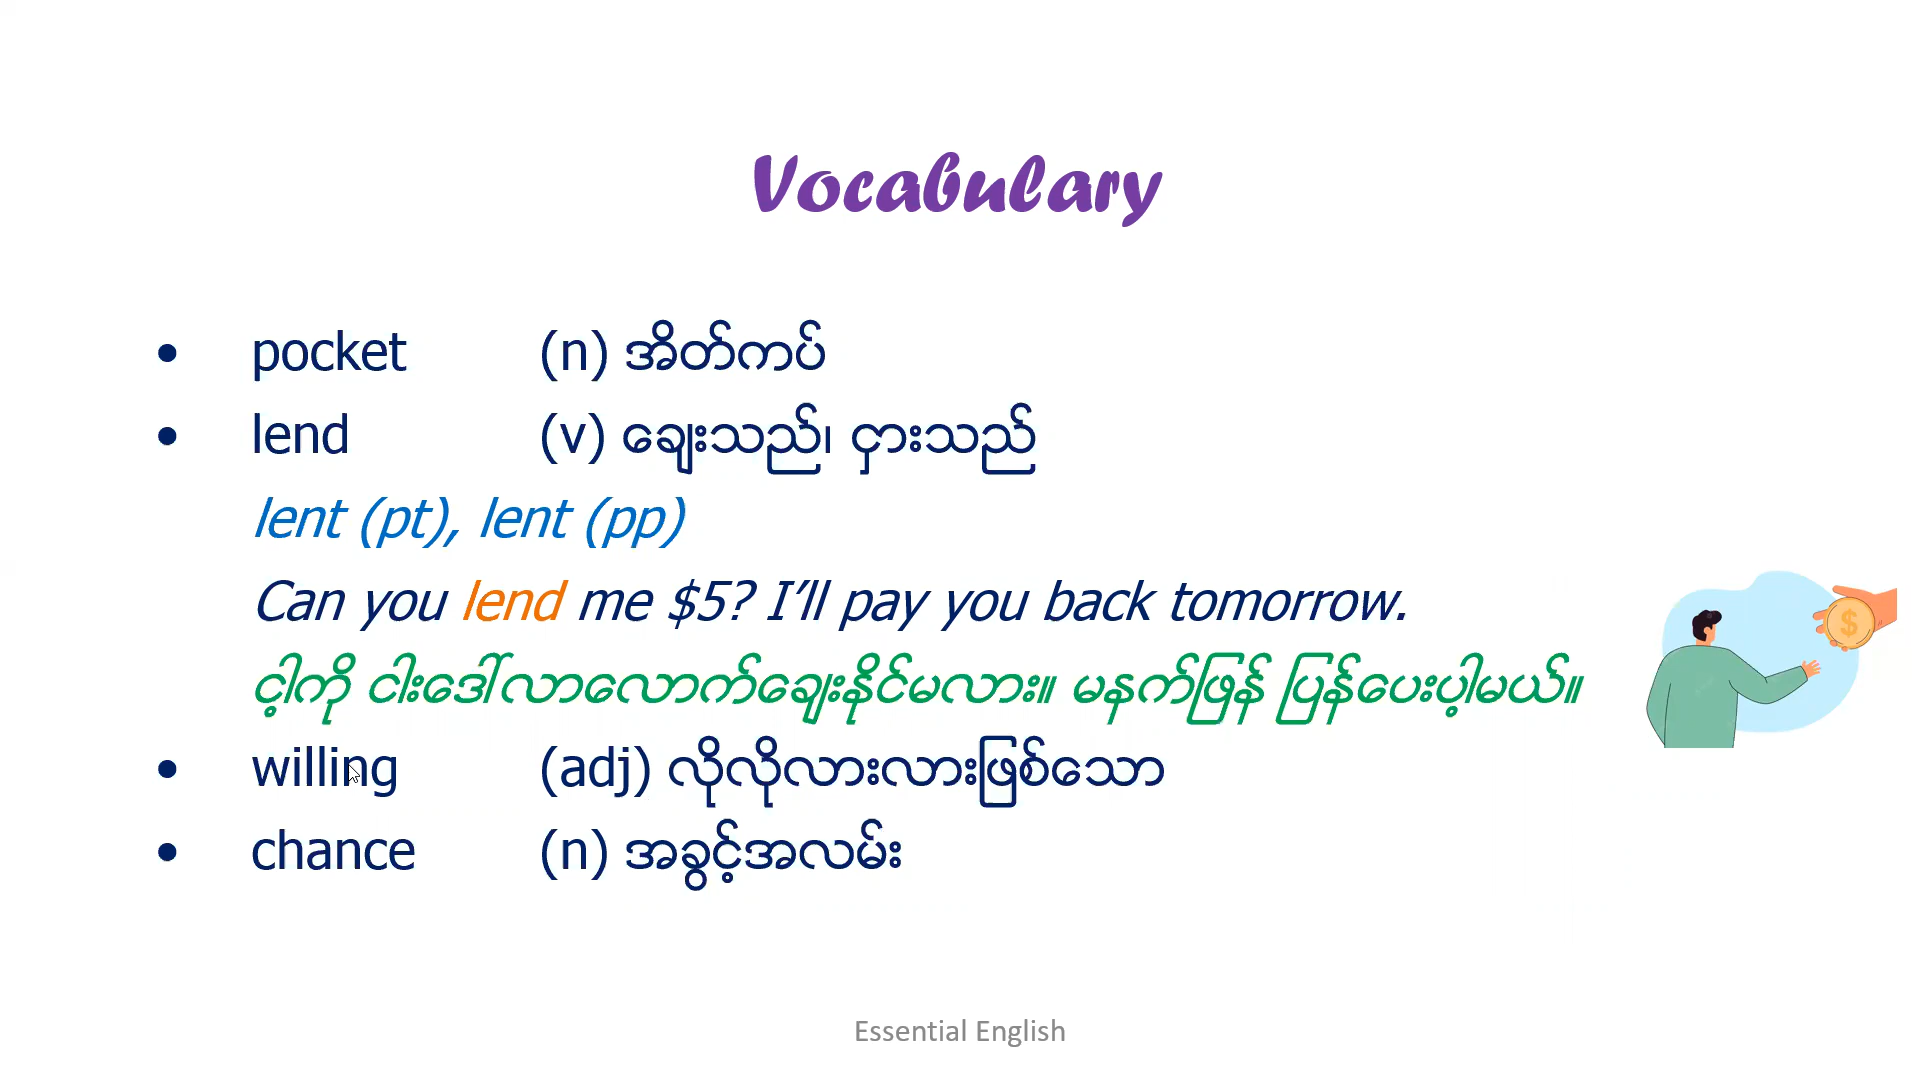 Vocabulary
• pocket (n) အိတ်ကပ်
• lend (v) ချေးသည်၊ ငှားသည်
lent (pt), lent (pp)
Can you lend me $5? I’ll pay you back tomorrow.
ငါ့ကို ငါးဒေါ်လာလောက်ချေးနိုင်မလား။ မနက်ဖြန် ပြန်ပေးပါ့မယ်။
• willing (adj) လိုလိုလားလားဖြစ်သော
• chance (n) အခွင့်အလမ်း
Essential English